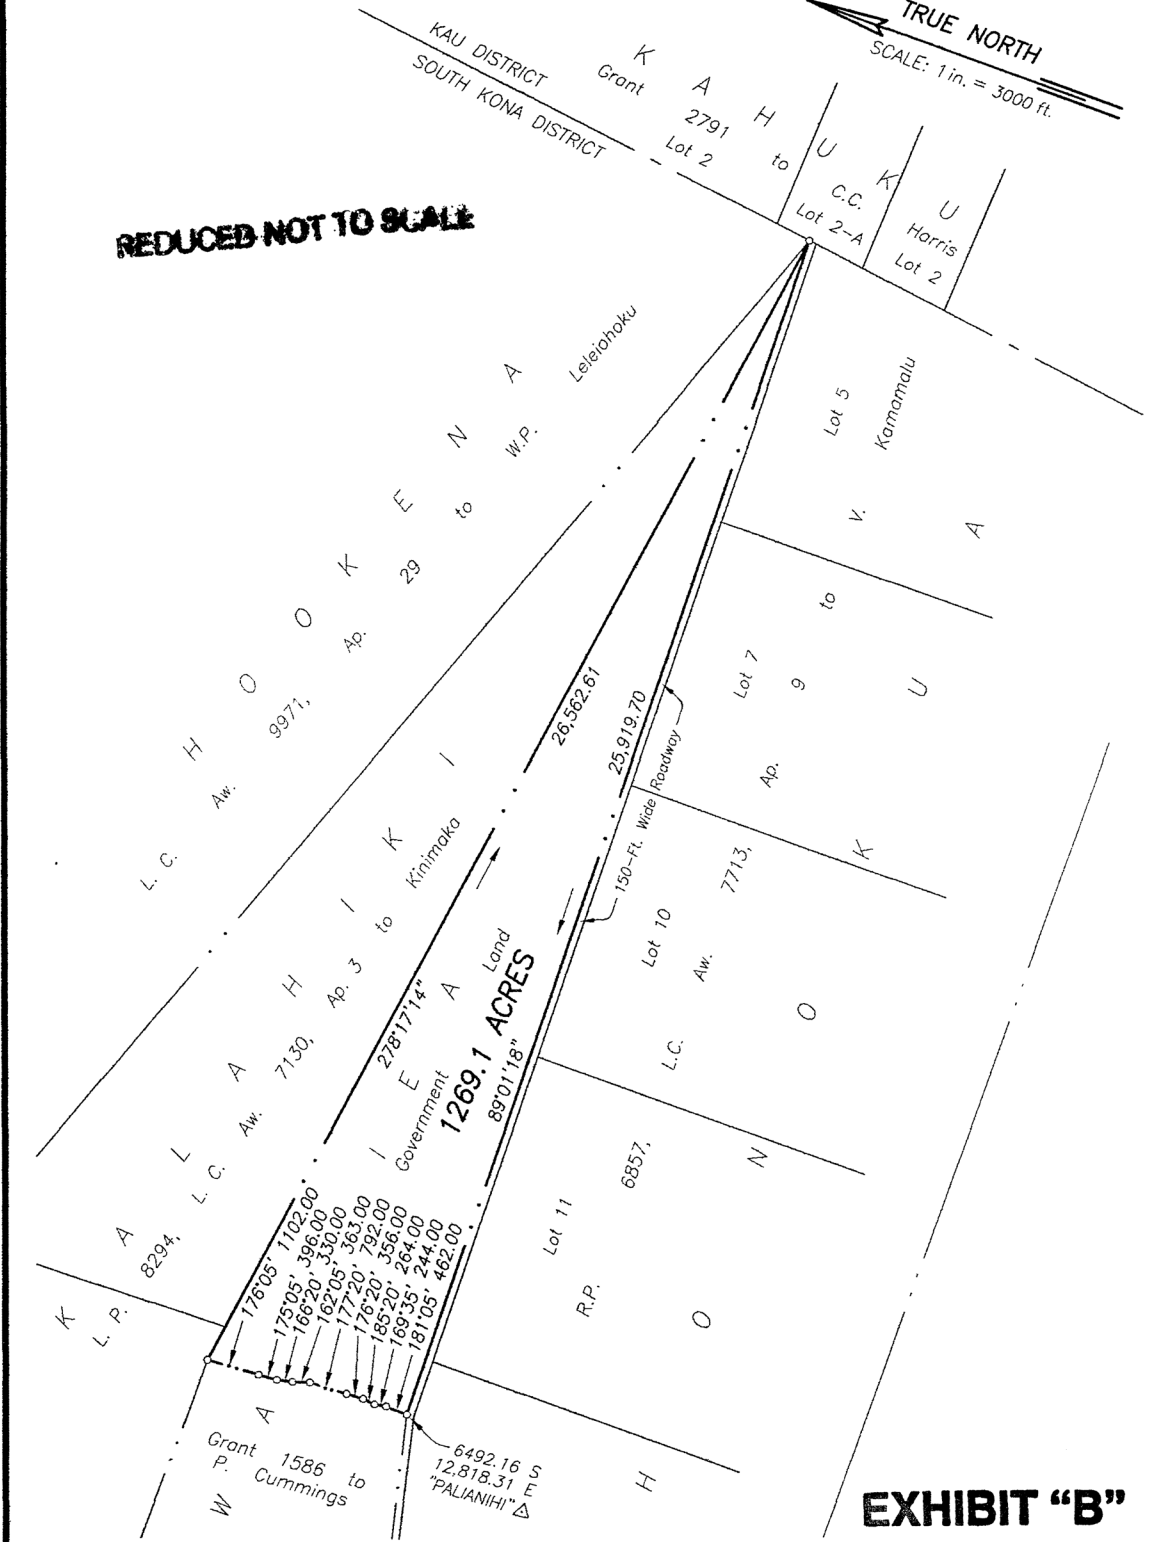 TRUE NORTH
SCALE: 1 in. = 3000 ft.
KAU DISTRICT
SOUTH KONA DISTRICT
K A H U K U
Grant 2791 to C.C. Harris
Lot 2
Lot 2-A
Lot 2
REDUCED NOT TO SCALE
H O O K E N A
L. C. Aw. 9971, Ap. 29 to W.P. Leleiohoku
K A L A H I K I
L. P. 8294, L. C. Aw. 7130, Ap. 3 to Kinimaka
W A I E A
Government Land
1269.1 ACRES
278°17'14"
26,562.61
89°01'18"
25,919.70
150-Ft. Wide Roadway
176°05' 1102.00
175°05' 396.00
166°20' 330.00
162°05' 363.00
177°20' 792.00
176°20' 356.00
185°20' 264.00
169°35' 244.00
181°05' 462.00
H O N O K U A
R.P. 6857, L.C. Aw. 7713, Ap. 9 to V. Kamamalu
Lot 5
Lot 7
Lot 10
Lot 11
Grant 1586 to
P. Cummings
6492.16 S
12,818.31 E
"PALIANIHI"
EXHIBIT “B”